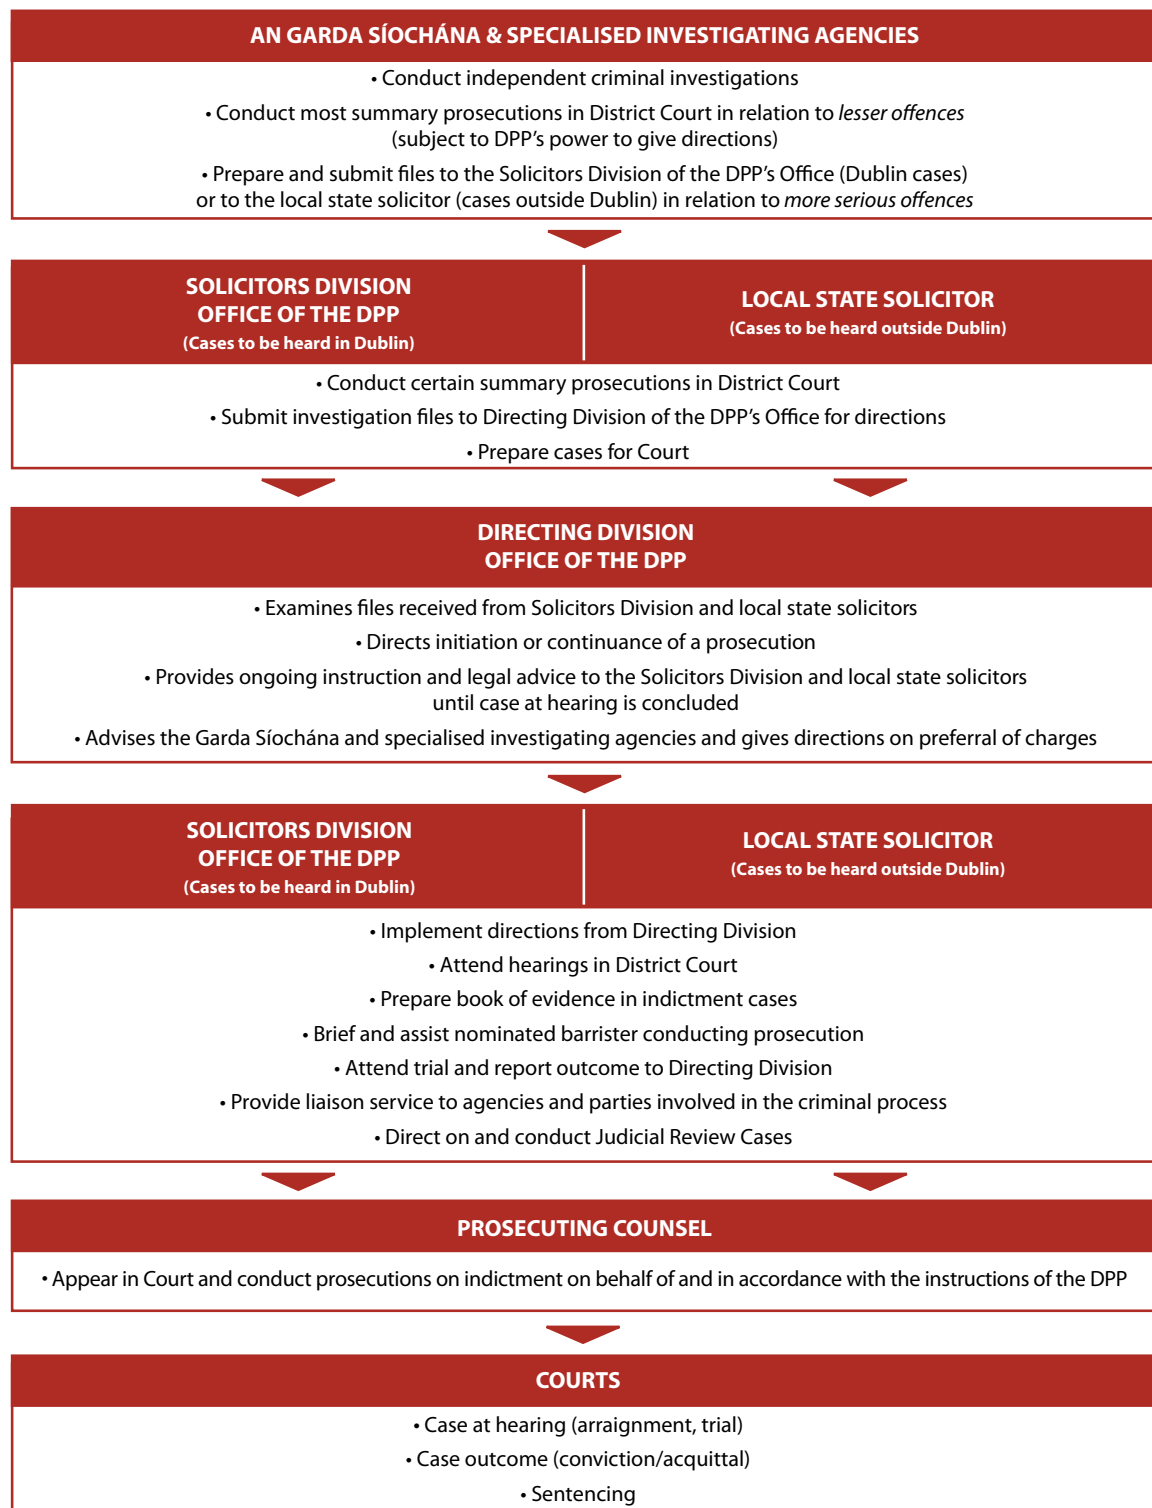 AN GARDA SÍOCHÁNA & SPECIALISED INVESTIGATING AGENCIES
• Conduct independent criminal investigations
• Conduct most summary prosecutions in District Court in relation to lesser offences
(subject to DPP's power to give directions)
• Prepare and submit files to the Solicitors Division of the DPP's Office (Dublin cases)
or to the local state solicitor (cases outside Dublin) in relation to more serious offences
SOLICITORS DIVISION
OFFICE OF THE DPP
(Cases to be heard in Dublin)
LOCAL STATE SOLICITOR
(Cases to be heard outside Dublin)
• Conduct certain summary prosecutions in District Court
• Submit investigation files to Directing Division of the DPP's Office for directions
• Prepare cases for Court
DIRECTING DIVISION
OFFICE OF THE DPP
• Examines files received from Solicitors Division and local state solicitors
• Directs initiation or continuance of a prosecution
• Provides ongoing instruction and legal advice to the Solicitors Division and local state solicitors
until case at hearing is concluded
• Advises the Garda Síochána and specialised investigating agencies and gives directions on preferral of charges
SOLICITORS DIVISION
OFFICE OF THE DPP
(Cases to be heard in Dublin)
LOCAL STATE SOLICITOR
(Cases to be heard outside Dublin)
• Implement directions from Directing Division
• Attend hearings in District Court
• Prepare book of evidence in indictment cases
• Brief and assist nominated barrister conducting prosecution
• Attend trial and report outcome to Directing Division
• Provide liaison service to agencies and parties involved in the criminal process
• Direct on and conduct Judicial Review Cases
PROSECUTING COUNSEL
• Appear in Court and conduct prosecutions on indictment on behalf of and in accordance with the instructions of the DPP
COURTS
• Case at hearing (arraignment, trial)
• Case outcome (conviction/acquittal)
• Sentencing